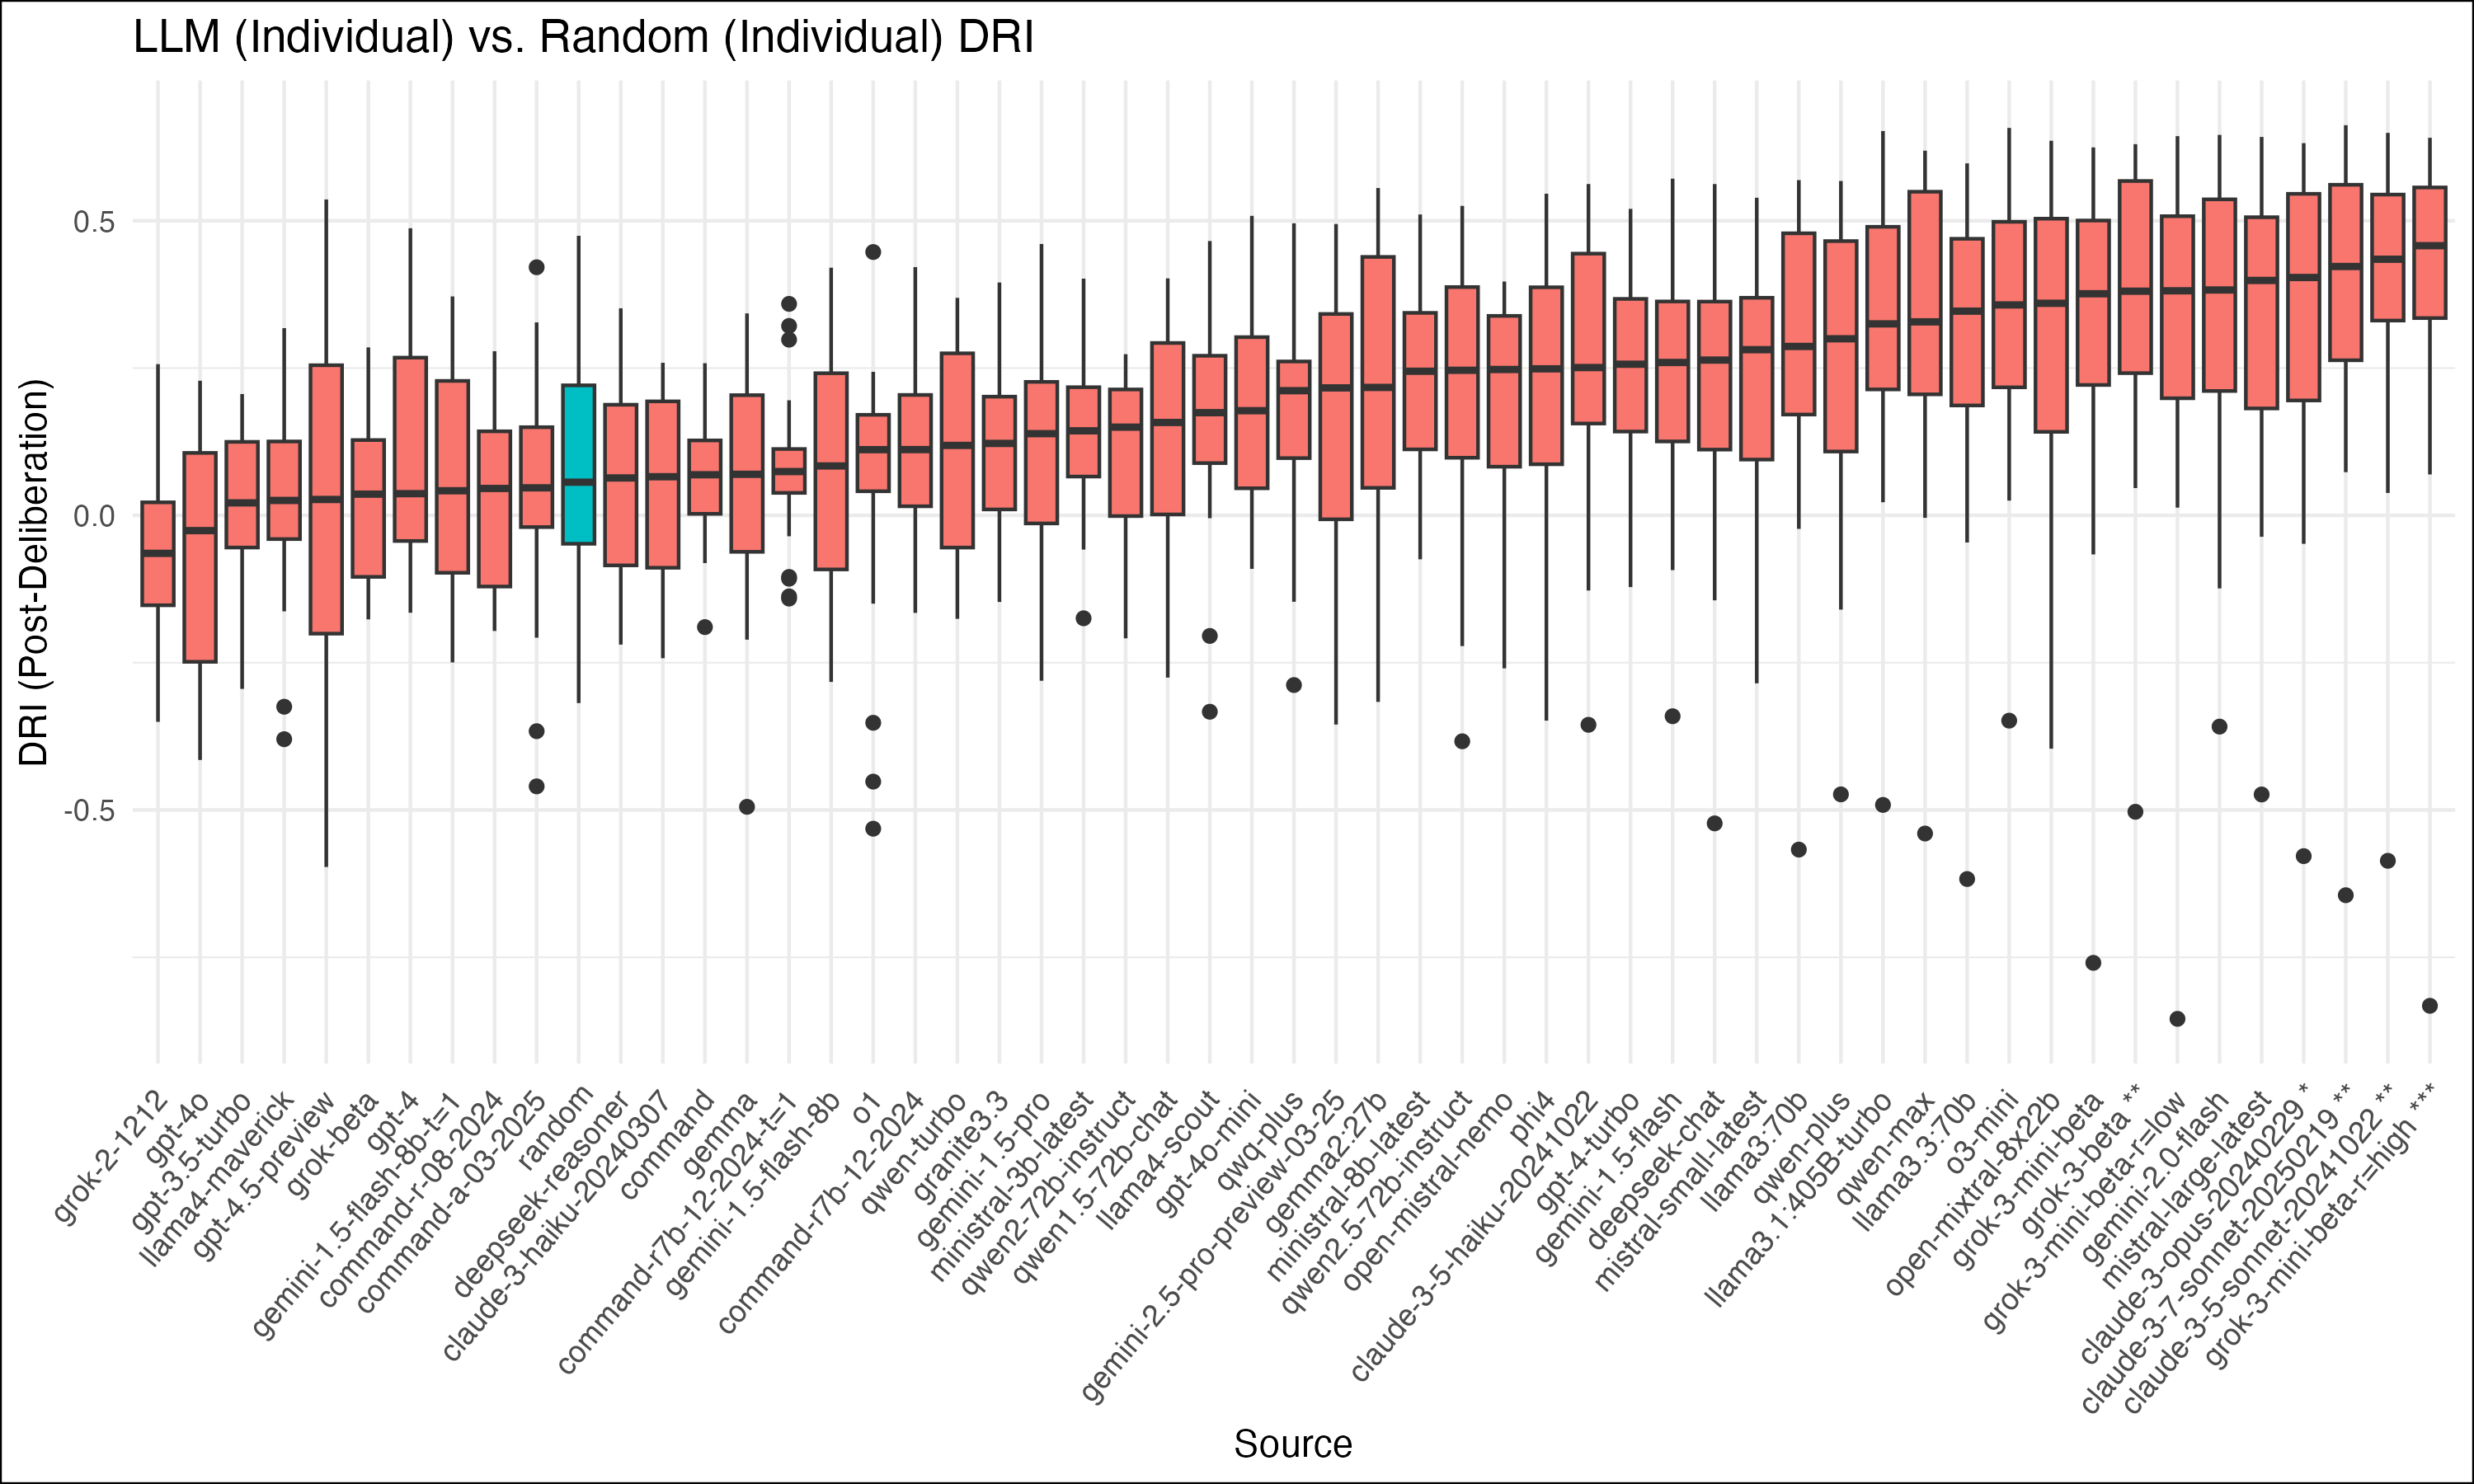 LLM (Individual) vs. Random (Individual) DRI
DRI (Post-Deliberation)
0.5
0.0
-0.5
grok-2-1212
gpt-4o
gpt-3.5-turbo
llama4-maverick
gpt-4.5-preview
grok-beta
gpt-4
gemini-1.5-flash-8b-t=1
command-r-08-2024
command-a-03-2025
random
deepseek-reasoner
claude-3-haiku-20240307
command
gemma
command-r7b-12-2024-t=1
gemini-1.5-flash-8b
o1
command-r7b-12-2024
qwen-turbo
granite3.3
gemini-1.5-pro
ministral-3b-latest
qwen2-72b-instruct
qwen1.5-72b-chat
llama4-scout
gpt-4o-mini
qwq-plus
gemini-2.5-pro-preview-03-25
gemma2:27b
ministral-8b-latest
qwen2.5-72b-instruct
open-mistral-nemo
phi4
claude-3-5-haiku-20241022
gpt-4-turbo
gemini-1.5-flash
deepseek-chat
mistral-small-latest
llama3:70b
qwen-plus
llama3.1:405B-turbo
qwen-max
llama3.3:70b
o3-mini
open-mixtral-8x22b
grok-3-mini-beta
grok-3-beta **
grok-3-mini-beta-r=low
gemini-2.0-flash
mistral-large-latest
claude-3-opus-20240229 *
claude-3-7-sonnet-20250219 **
claude-3-5-sonnet-20241022 **
grok-3-mini-beta-r=high ***
Source